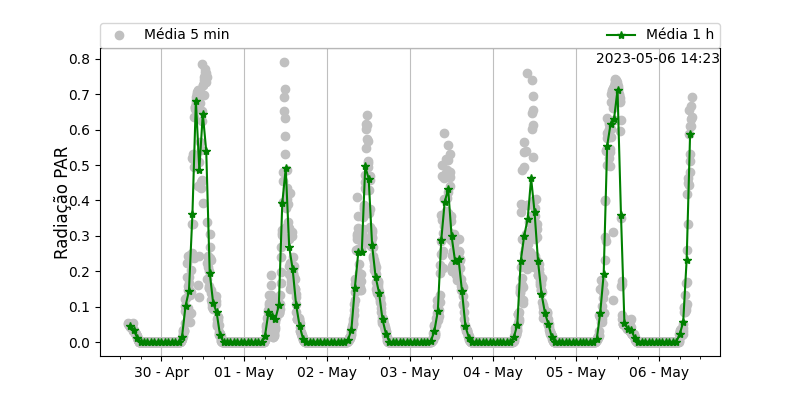 Média 5 min
Média 1 h
2023-05-06 14:23
Radiação PAR
0.8
0.7
0.6
0.5
0.4
0.3
0.2
0.1
0.0
30 - Apr
01 - May
02 - May
03 - May
04 - May
05 - May
06 - May